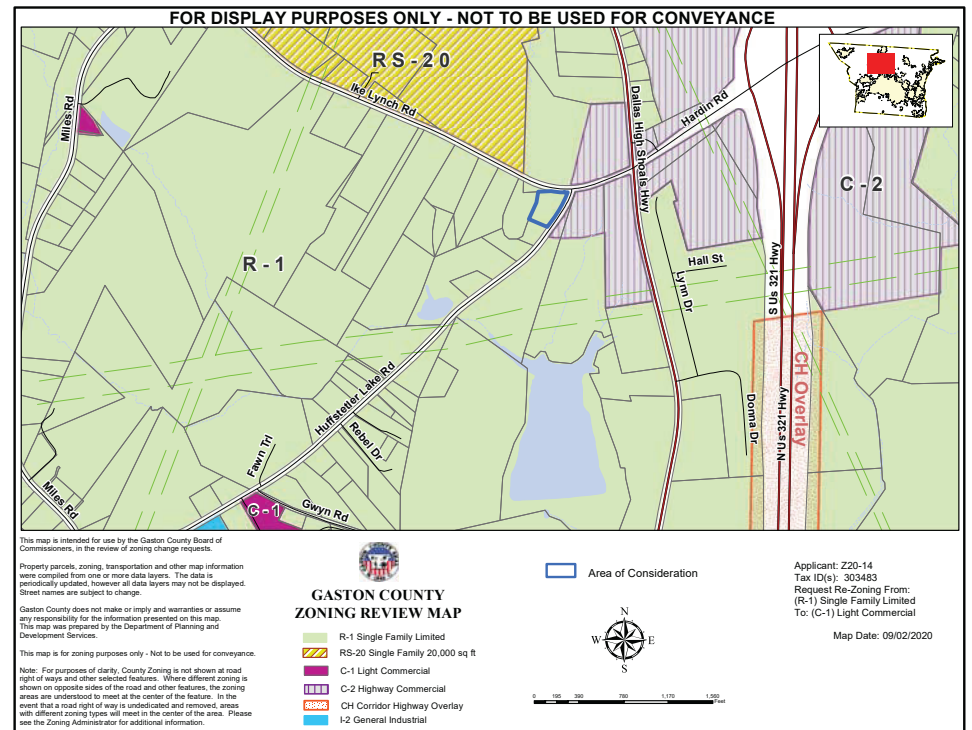 FOR DISPLAY PURPOSES ONLY - NOT TO BE USED FOR CONVEYANCE
RS-20
Ike Lynch Rd
Miles Rd
Dallas High Shoals Hwy
Hardin Rd
C - 2
R - 1
Hall St
Lynn Dr
S Us 321 Hwy
CH Overlay
N Us 321 Hwy
Donna Dr
Huffstetler Lake Rd
Rebel Dr
Fawn Trl
Gwyn Rd
C - 1
Miles Rd
This map is intended for use by the Gaston County Board of
Commissioners, in the review of zoning change requests.
Property parcels, zoning, transportation and other map information
were compiled from one or more data layers. The data is
periodically updated, however all data layers may not be displayed.
Street names are subject to change.
Gaston County does not make or imply and warranties or assume
any responsibility for the information presented on this map.
This map was prepared by the Department of Planning and
Development Services.
This map is for zoning purposes only - Not to be used for conveyance.
Note: For purposes of clarity, County Zoning is not shown at road
right of ways and other selected features. Where different zoning is
shown on opposite sides of the road and other features, the zoning
areas are understood to meet at the center of the feature. In the
event that a road right of way is undedicated and removed, areas
with different zoning types will meet in the center of the area. Please
see the Zoning Administrator for additional information.
GASTON COUNTY
ZONING REVIEW MAP
R-1 Single Family Limited
RS-20 Single Family 20,000 sq ft
C-1 Light Commercial
C-2 Highway Commercial
CH Corridor Highway Overlay
I-2 General Industrial
Area of Consideration
N
W E
S
0 195 390 780 1,170 1,560
Feet
Applicant: Z20-14
Tax ID(s): 303483
Request Re-Zoning From:
(R-1) Single Family Limited
To: (C-1) Light Commercial
Map Date: 09/02/2020